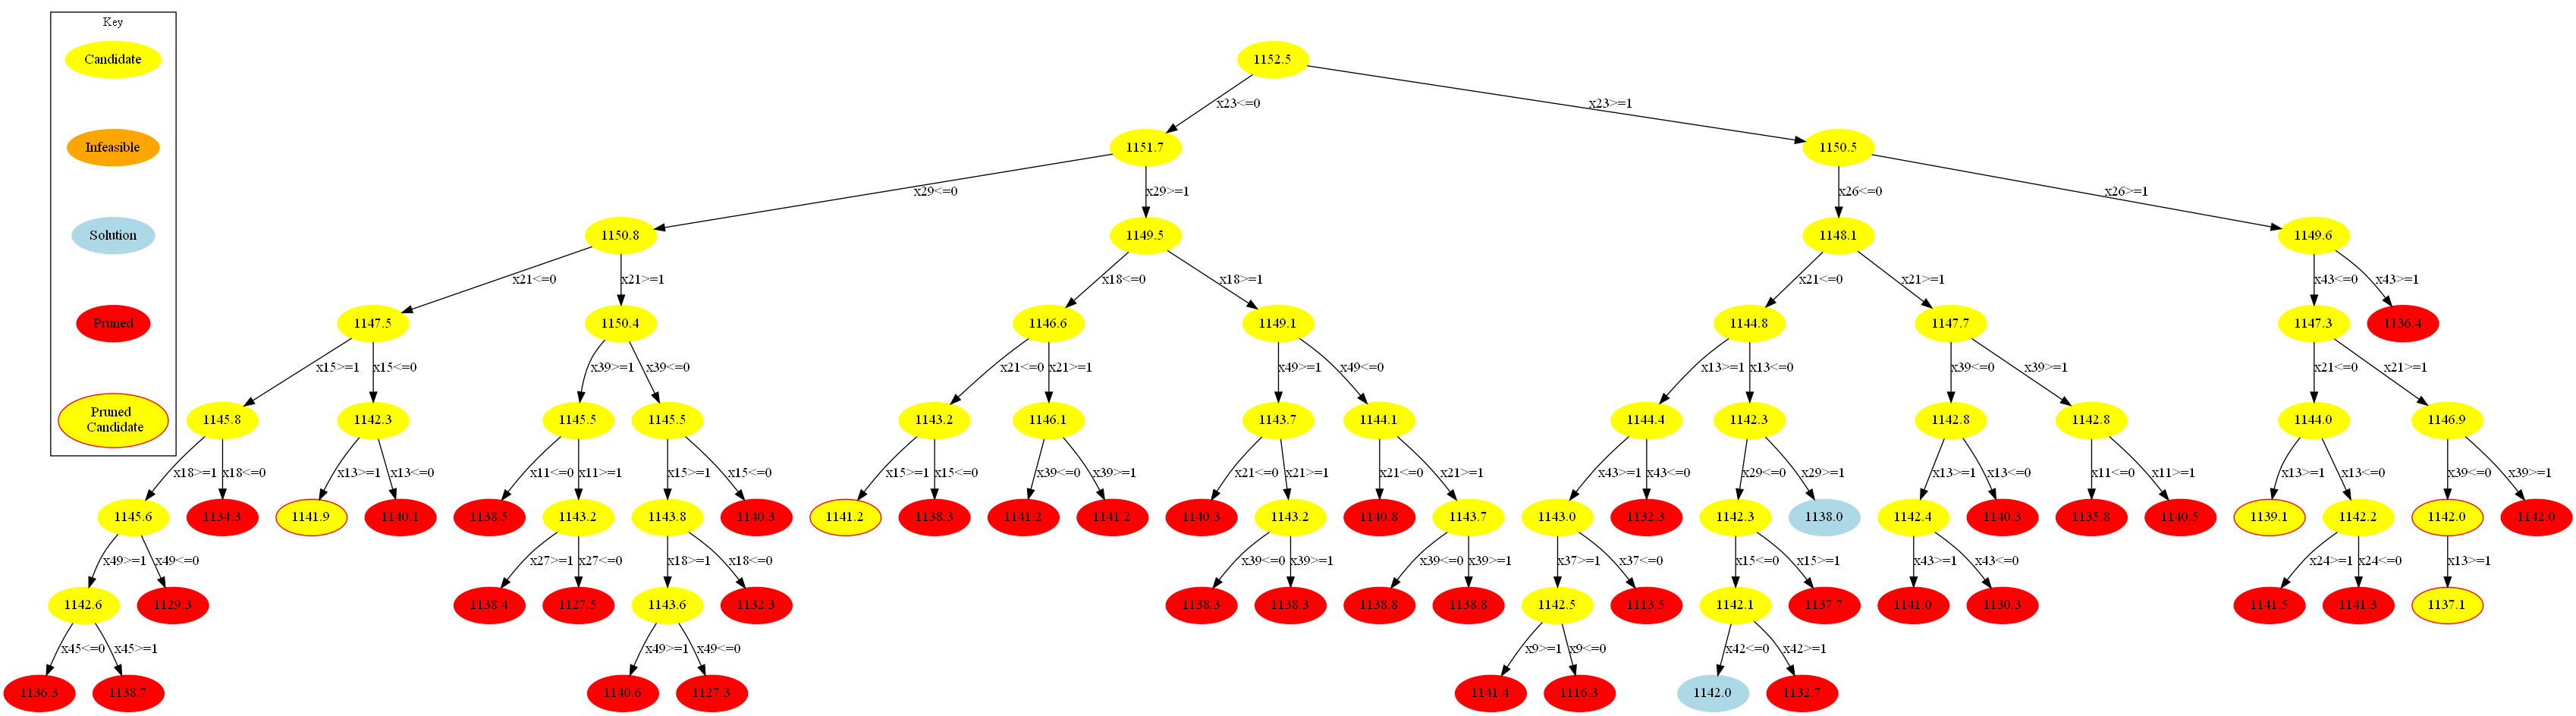 Key
Candidate
Infeasible
Solution
Pruned
Pruned
Candidate
1152.5
x23<=0 x23>=1
1151.7 1150.5
x29<=0 x29>=1 x26<=0 x26>=1
1150.8 1149.5 1148.1 1149.6
x21<=0 x21>=1 x18<=0 x18>=1 x21<=0 x21>=1 x43<=0 x43>=1
1147.5 1150.4 1146.6 1149.1 1144.8 1147.7 1147.3 1136.4
x15>=1 x15<=0 x39>=1 x39<=0 x21<=0 x21>=1 x49>=1 x49<=0 x13>=1 x13<=0 x39<=0 x39>=1 x21<=0 x21>=1
1145.8 1142.3 1145.5 1145.5 1143.2 1146.1 1143.7 1144.1 1144.4 1142.3 1142.8 1142.8 1144.0 1146.9
x18>=1 x18<=0 x13>=1 x13<=0 x11<=0 x11>=1 x15>=1 x15<=0 x15>=1 x15<=0 x39<=0 x39>=1 x21<=0 x21>=1 x21<=0 x21>=1 x43>=1 x43<=0 x29<=0 x29>=1 x13>=1 x13<=0 x11<=0 x11>=1 x13>=1 x13<=0 x39<=0 x39>=1
1145.6 1134.3 1141.9 1140.1 1138.5 1143.2 1143.8 1140.3 1141.2 1138.3 1141.2 1141.2 1140.3 1143.2 1140.8 1143.7 1143.0 1132.3 1142.3 1138.0 1142.4 1140.3 1135.8 1140.5 1139.1 1142.2 1142.0 1142.0
x49>=1 x49<=0 x27>=1 x27<=0 x18>=1 x18<=0 x39<=0 x39>=1 x39<=0 x39>=1 x37>=1 x37<=0 x15<=0 x15>=1 x43>=1 x43<=0 x24>=1 x24<=0 x13>=1
1142.6 1129.3 1138.4 1127.5 1143.6 1132.3 1138.3 1138.3 1138.8 1138.8 1142.5 1113.5 1142.1 1137.7 1141.0 1130.3 1141.5 1141.3 1137.1
x45<=0 x45>=1 x49>=1 x49<=0 x9>=1 x9<=0 x42<=0 x42>=1
1136.3 1138.7 1140.6 1127.3 1141.4 1116.3 1142.0 1132.7